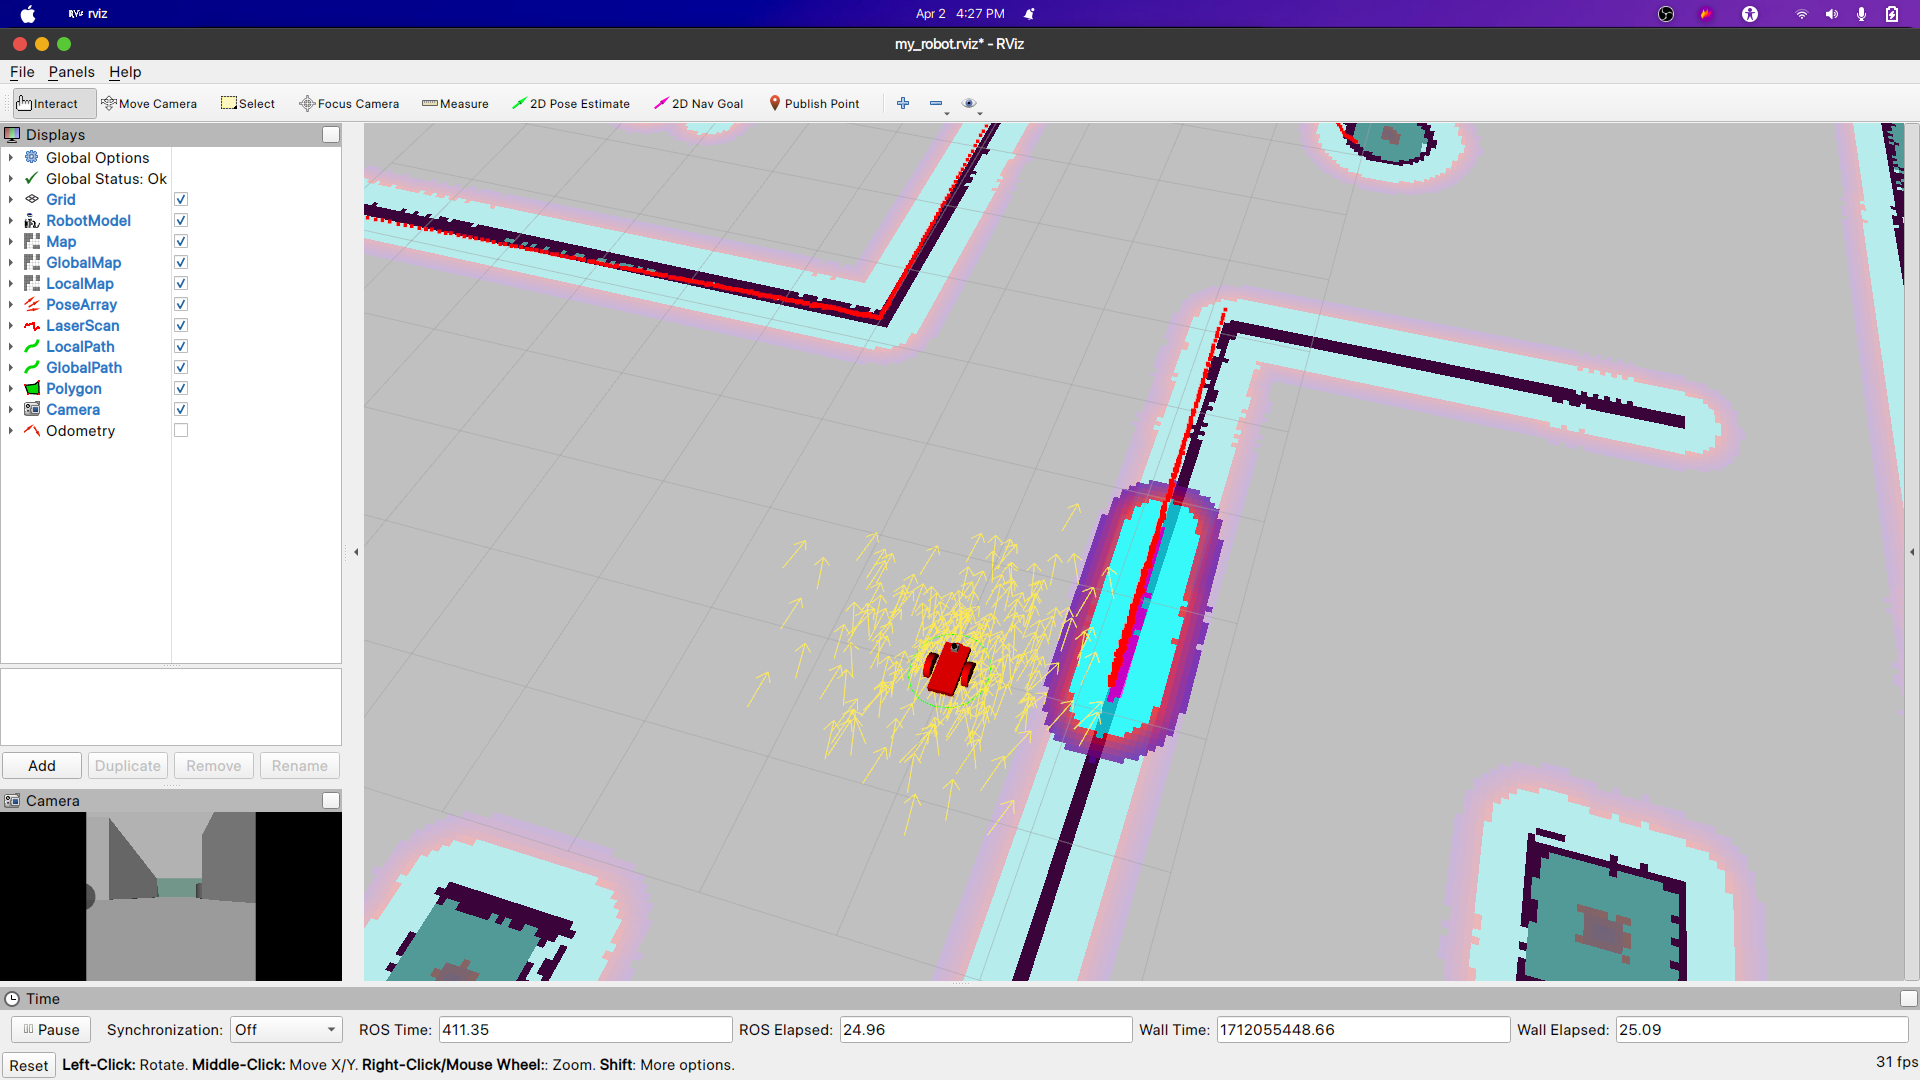 RViz rviz
Apr 2 4:27 PM
my_robot.rviz* - RViz
File Panels Help
Interact Move Camera Select Focus Camera Measure 2D Pose Estimate 2D Nav Goal Publish Point
Displays
Global Options
Global Status: Ok
Grid
RobotModel
Map
GlobalMap
LocalMap
PoseArray
LaserScan
LocalPath
GlobalPath
Polygon
Camera
Odometry
Add Duplicate Remove Rename
Camera
Time
Pause Synchronization: Off ROS Time: 411.35 ROS Elapsed: 24.96 Wall Time: 1712055448.66 Wall Elapsed: 25.09
Reset Left-Click: Rotate. Middle-Click: Move X/Y. Right-Click/Mouse Wheel:: Zoom. Shift: More options. 31 fps